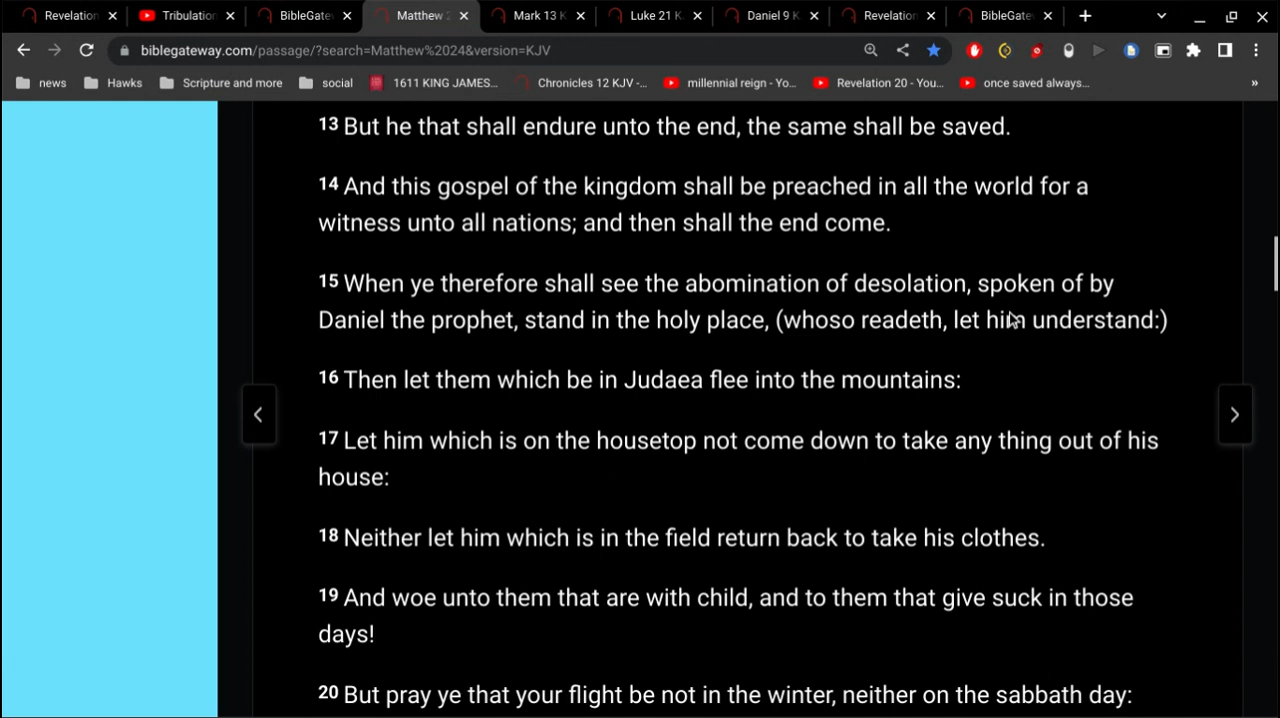 Revelation
Tribulation
BibleGatew
Matthew 2
Mark 13 K
Luke 21 K
Daniel 9 K
Revelation
BibleGatew
biblegateway.com/passage/?search=Matthew%2024&version=KJV
news
Hawks
Scripture and more
social
1611 KING JAMES...
Chronicles 12 KJV -...
millennial reign - Yo...
Revelation 20 - You...
once saved always...
»
13 But he that shall endure unto the end, the same shall be saved.
14 And this gospel of the kingdom shall be preached in all the world for a
witness unto all nations; and then shall the end come.
15 When ye therefore shall see the abomination of desolation, spoken of by
Daniel the prophet, stand in the holy place, (whoso readeth, let him understand:)
16 Then let them which be in Judaea flee into the mountains:
17 Let him which is on the housetop not come down to take any thing out of his
house:
18 Neither let him which is in the field return back to take his clothes.
19 And woe unto them that are with child, and to them that give suck in those
days!
20 But pray ye that your flight be not in the winter, neither on the sabbath day: